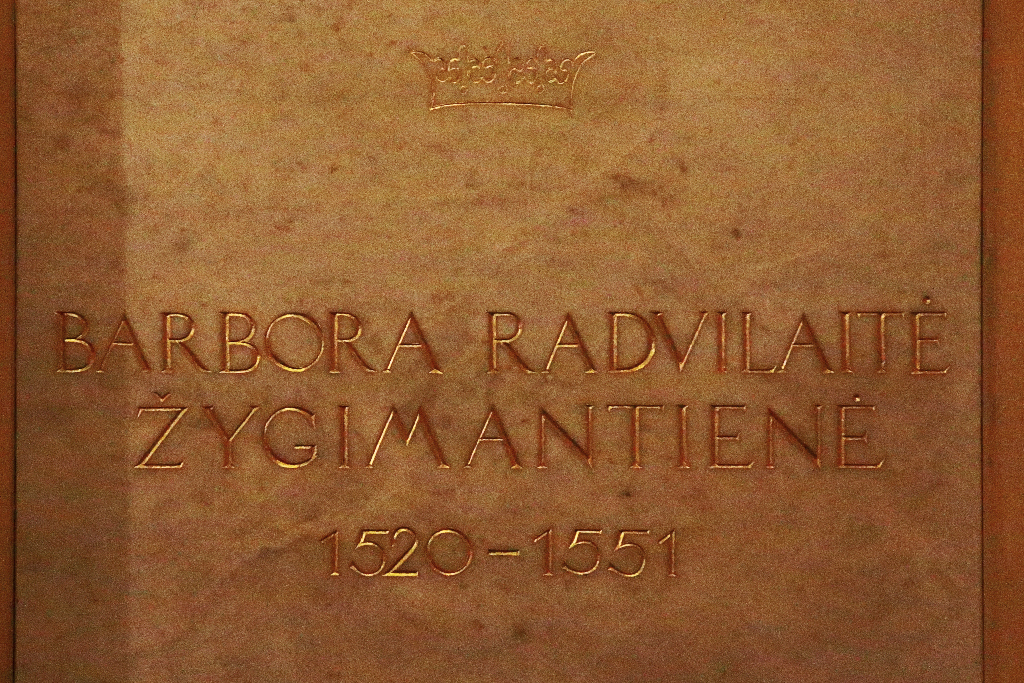 BARBORA RADVILAITĖ
ŽYGIMANTIENĖ
1520–1551